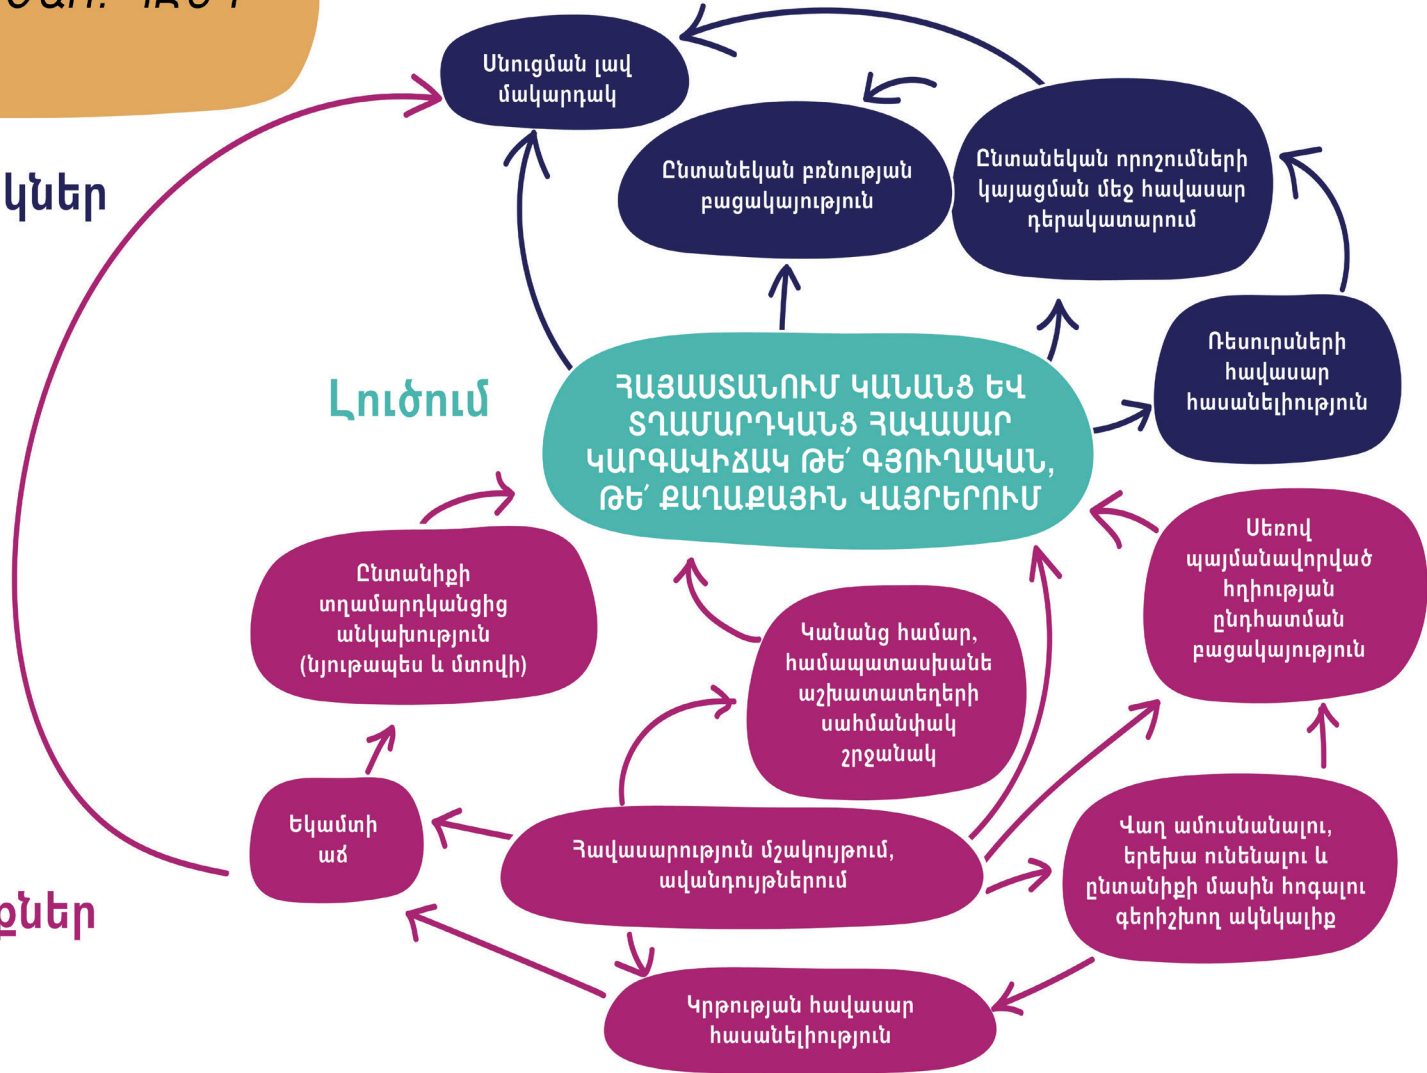 Սնուցման լավ
մակարդակ
Ընտանեկան բռնության
բացակայություն
Ընտանեկան որոշումների
կայացման մեջ հավասար
դերակատարում
կներ
Ռեսուրսների
հավասար
հասանելիություն
Լուծում
ՀԱՅԱՍՏԱՆՈՒՄ ԿԱՆԱՆՑ ԵՎ
ՏՂԱՄԱՐԴԿԱՆՑ ՀԱՎԱՍԱՐ
ԿԱՐԳԱՎԻՃԱԿ ԹԵ՛ ԳՅՈՒՂԱԿԱՆ,
ԹԵ՛ ՔԱՂԱՔԱՅԻՆ ՎԱՅՐԵՐՈՒՄ
Ընտանիքի
տղամարդկանցից
անկախություն
(նյութապես և մտովի)
Կանանց համար,
համապատասխանե
աշխատատեղերի
սահմանփակ
շրջանակ
Սեռով
պայմանավորված
հղիության
ընդհատման
բացակայություն
Եկամտի
աճ
Հավասարություն մշակույթում,
ավանդույթներում
Վաղ ամուսնանալու,
երեխա ունենալու և
ընտանիքի մասին հոգալու
գերիշխող ակնկալիք
քներ
Կրթության հավասար
հասանելիություն